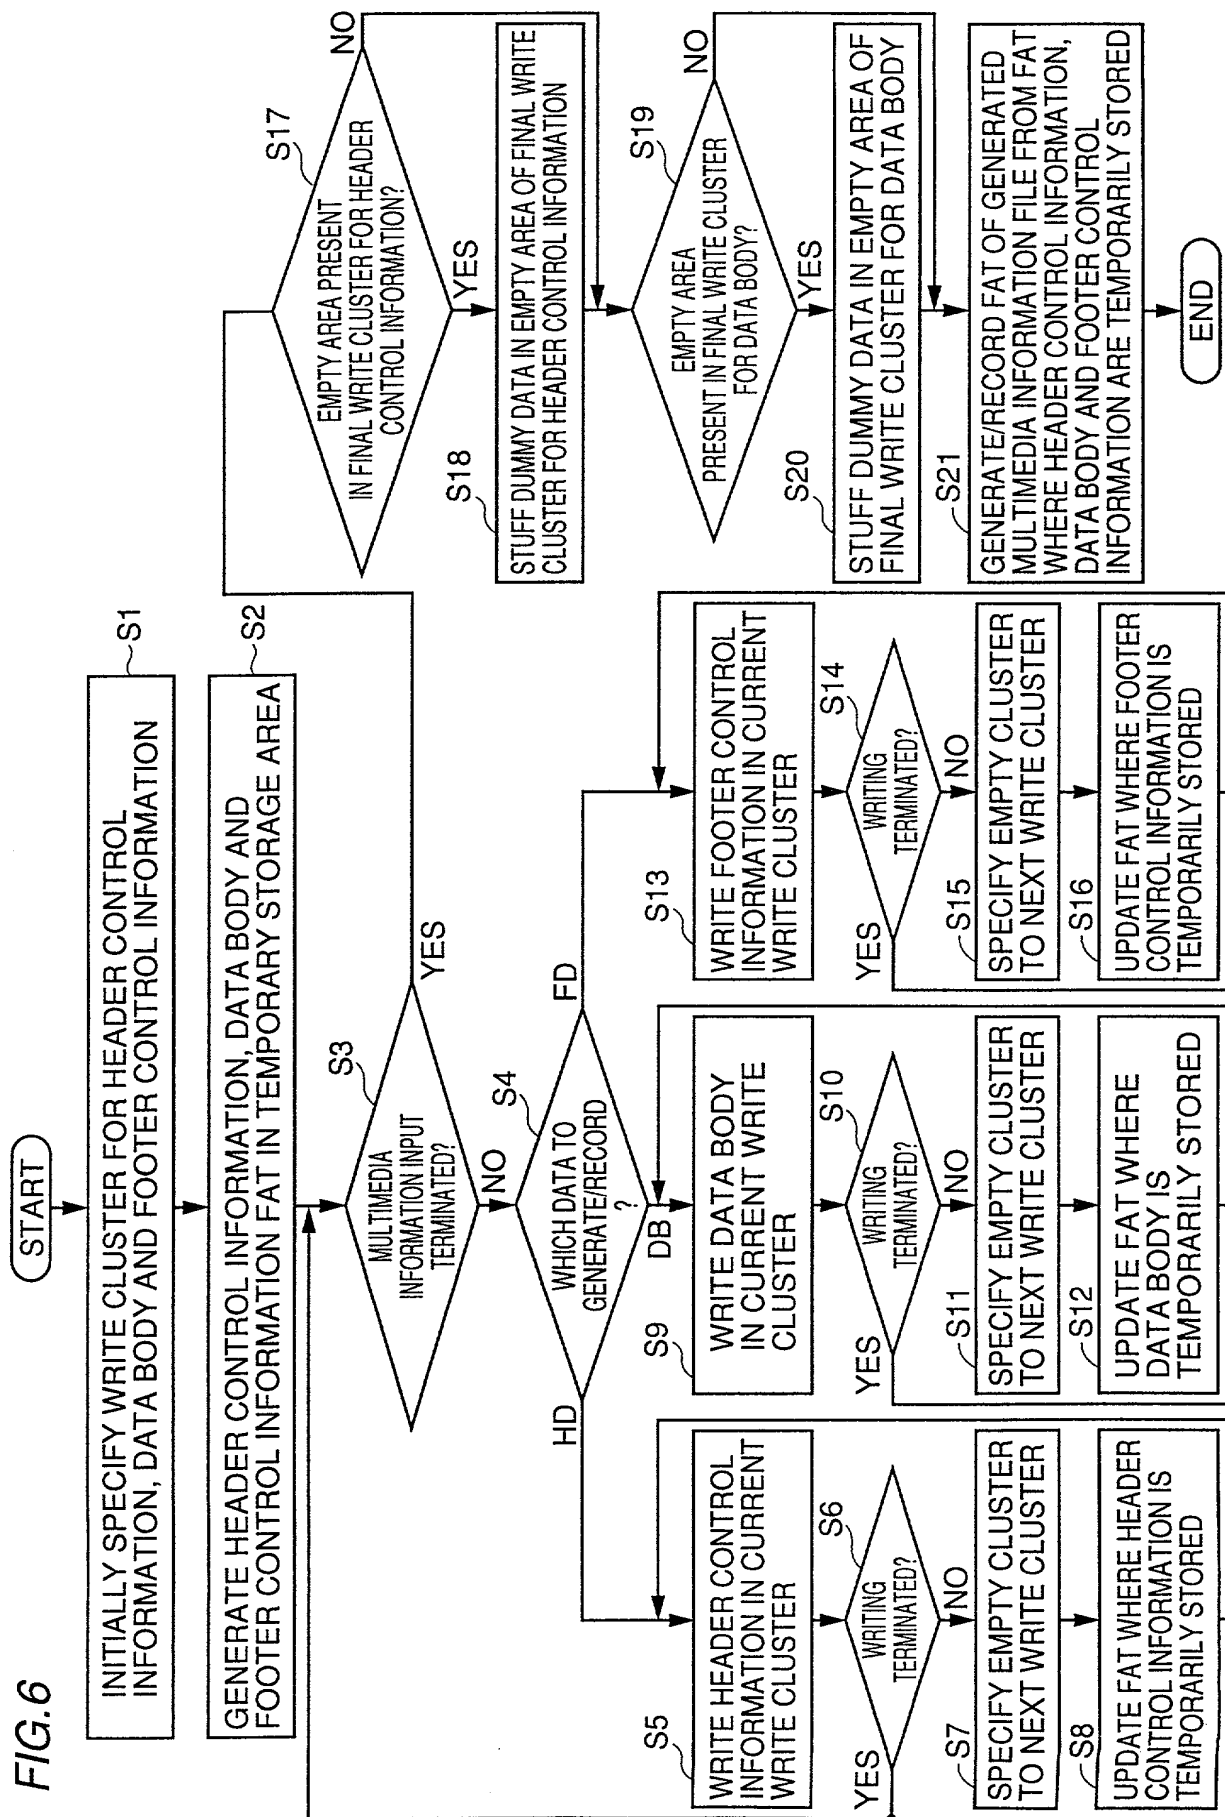 FIG.6
START
INITIALLY SPECIFY WRITE CLUSTER FOR HEADER CONTROL
INFORMATION, DATA BODY AND FOOTER CONTROL INFORMATION
S1
GENERATE HEADER CONTROL INFORMATION, DATA BODY AND
FOOTER CONTROL INFORMATION FAT IN TEMPORARY STORAGE AREA
S2
MULTIMEDIA
INFORMATION INPUT
TERMINATED?
S3
YES
NO
WHICH DATA TO
GENERATE/RECORD
?
S4
HD
DB
FD
S5
WRITE HEADER CONTROL
INFORMATION IN CURRENT
WRITE CLUSTER
S6
WRITING
TERMINATED?
YES
NO
S7
SPECIFY EMPTY CLUSTER
TO NEXT WRITE CLUSTER
S8
UPDATE FAT WHERE HEADER
CONTROL INFORMATION IS
TEMPORARILY STORED
S9
WRITE DATA BODY
IN CURRENT WRITE
CLUSTER
S10
WRITING
TERMINATED?
YES
NO
S11
SPECIFY EMPTY CLUSTER
TO NEXT WRITE CLUSTER
S12
UPDATE FAT WHERE
DATA BODY IS
TEMPORARILY STORED
S13
WRITE FOOTER CONTROL
INFORMATION IN CURRENT
WRITE CLUSTER
S14
WRITING
TERMINATED?
YES
NO
S15
SPECIFY EMPTY CLUSTER
TO NEXT WRITE CLUSTER
S16
UPDATE FAT WHERE FOOTER
CONTROL INFORMATION IS
TEMPORARILY STORED
S17
EMPTY AREA PRESENT
IN FINAL WRITE CLUSTER FOR HEADER
CONTROL INFORMATION?
NO
YES
S18
STUFF DUMMY DATA IN EMPTY AREA OF FINAL WRITE
CLUSTER FOR HEADER CONTROL INFORMATION
S19
EMPTY AREA
PRESENT IN FINAL WRITE CLUSTER
FOR DATA BODY?
NO
YES
S20
STUFF DUMMY DATA IN EMPTY AREA OF
FINAL WRITE CLUSTER FOR DATA BODY
S21
GENERATE/RECORD FAT OF GENERATED
MULTIMEDIA INFORMATION FILE FROM FAT
WHERE HEADER CONTROL INFORMATION,
DATA BODY AND FOOTER CONTROL
INFORMATION ARE TEMPORARILY STORED
END